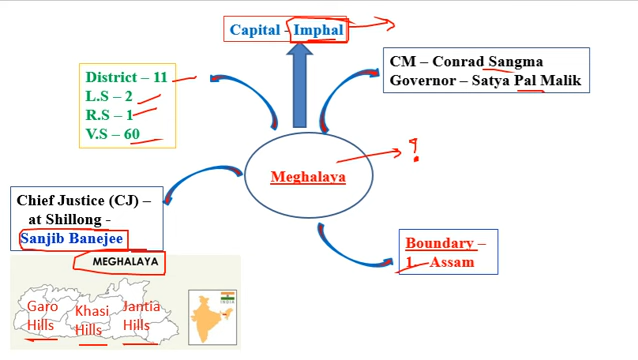 Capital - Imphal
District – 11
L.S – 2
R.S – 1
V.S – 60
CM – Conrad Sangma
Governor – Satya Pal Malik
Meghalaya
?
Chief Justice (CJ) –
at Shillong -
Sanjib Banejee
Boundary –
1. Assam
MEGHALAYA
Garo
Hills
Khasi
Hills
Jantia
Hills
INDIA